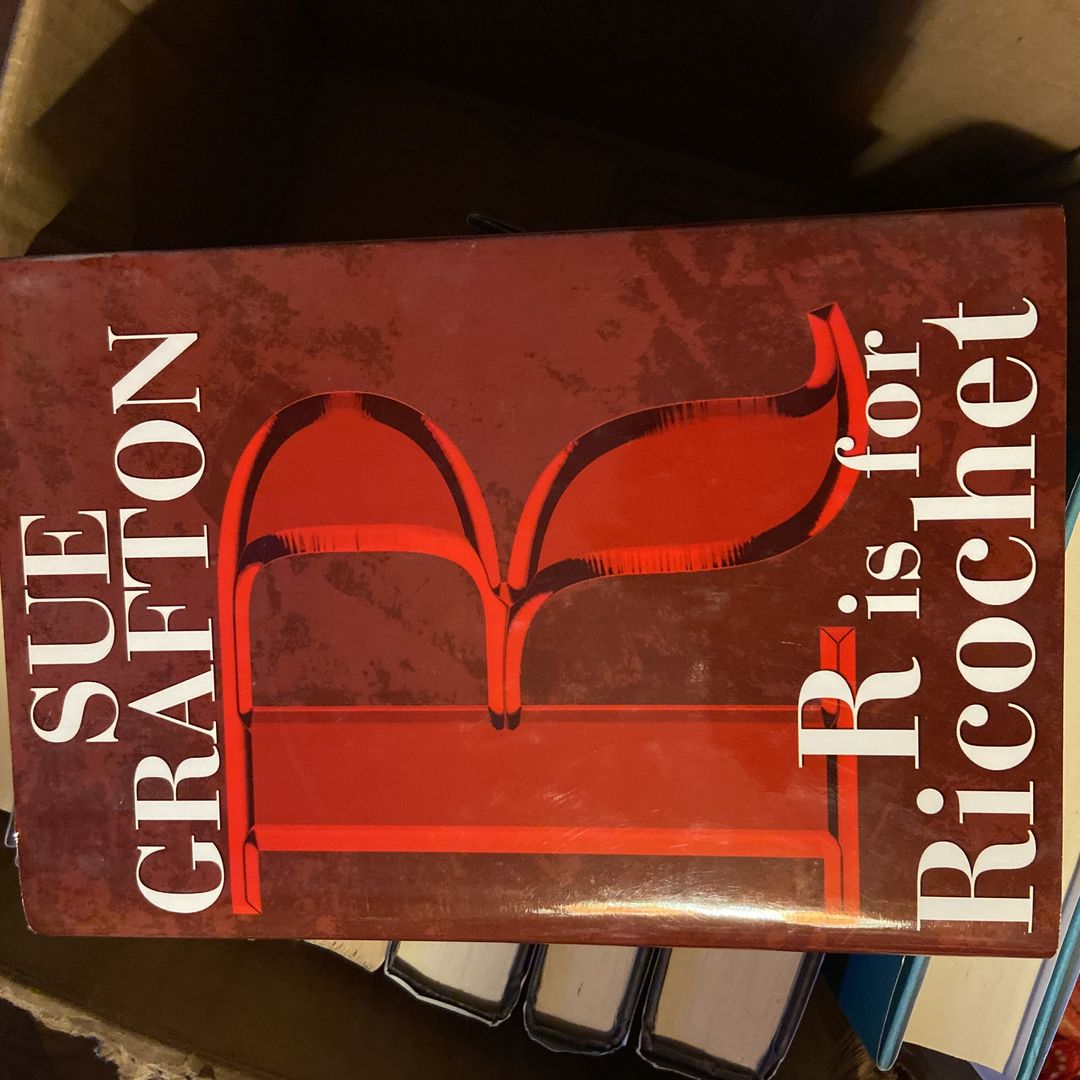 SUE
GRAFTON
R
R is for
Ricochet